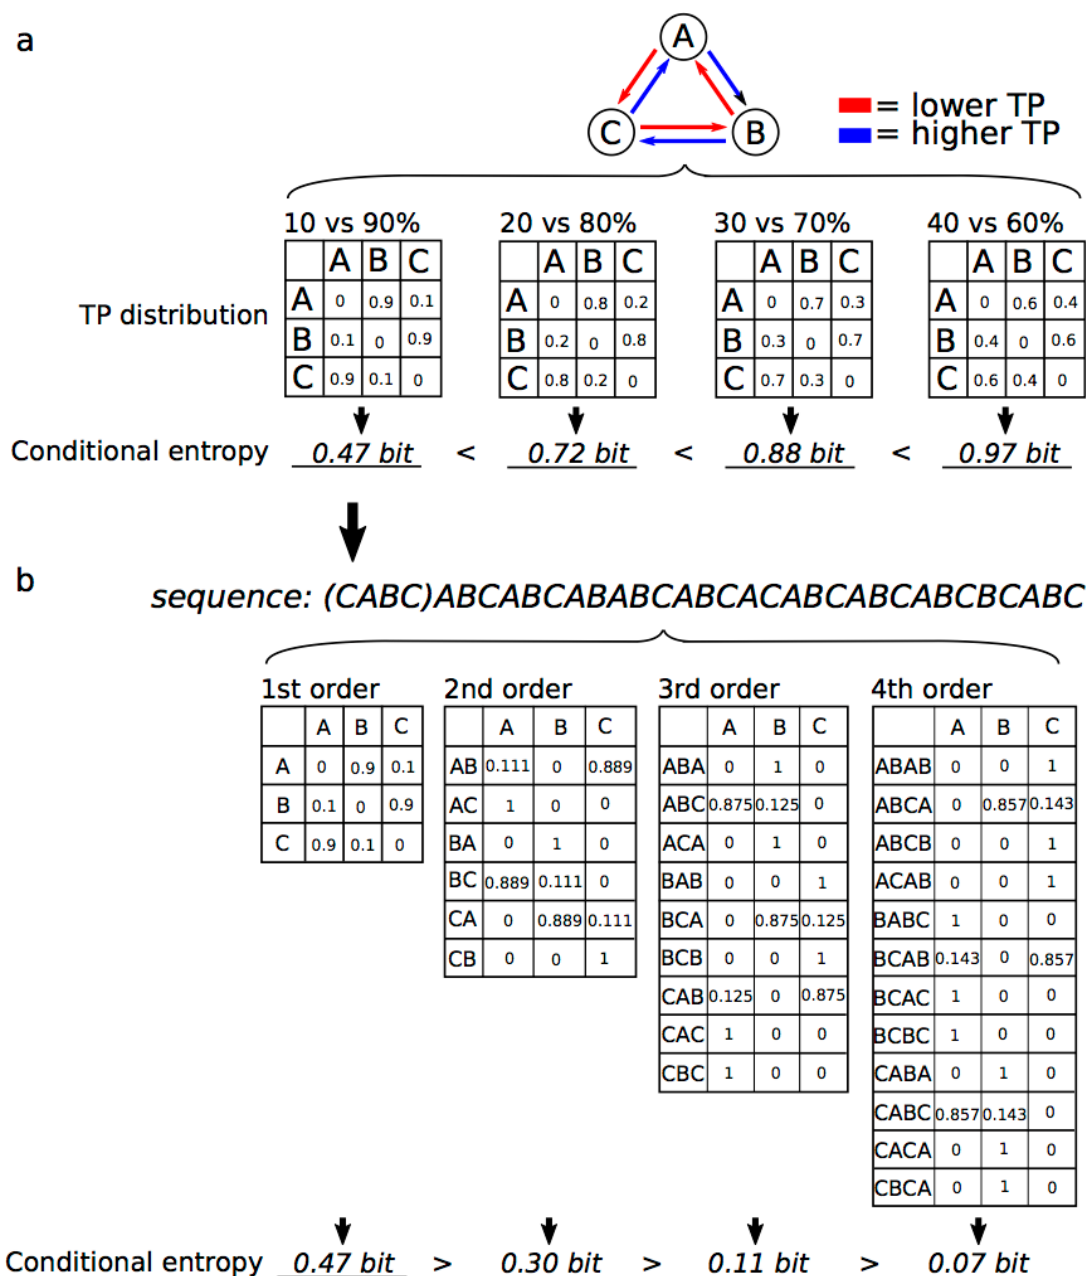 a
A
C B
= lower TP
= higher TP
10 vs 90% 20 vs 80% 30 vs 70% 40 vs 60%
A B C A B C A B C A B C
TP distribution
A 0 0.9 0.1 A 0 0.8 0.2 A 0 0.7 0.3 A 0 0.6 0.4
B 0.1 0 0.9 B 0.2 0 0.8 B 0.3 0 0.7 B 0.4 0 0.6
C 0.9 0.1 0 C 0.8 0.2 0 C 0.7 0.3 0 C 0.6 0.4 0
Conditional entropy 0.47 bit < 0.72 bit < 0.88 bit < 0.97 bit
b
sequence: (CABC)ABCABCABABCABCACABCABCABCBCABC
1st order 2nd order 3rd order 4th order
A B C A B C A B C A B C
A 0 0.9 0.1 AB 0.111 0 0.889 ABA 0 1 0 ABAB 0 0 1
B 0.1 0 0.9 AC 1 0 0 ABC 0.875 0.125 0 ABCA 0 0.857 0.143
C 0.9 0.1 0 BA 0 1 0 ACA 0 1 0 ABCB 0 0 1
BC 0.889 0.111 0 BAB 0 0 1 ACAB 0 0 1
CA 0 0.889 0.111 BCA 0 0.875 0.125 BABC 1 0 0
CB 0 0 1 BCB 0 0 1 BCAB 0.143 0 0.857
CAB 0.125 0 0.875 BCAC 1 0 0
CAC 1 0 0 BCBC 1 0 0
CBC 1 0 0 CABA 0 1 0
CABC 0.857 0.143 0
CACA 0 1 0
CBCA 0 1 0
Conditional entropy 0.47 bit > 0.30 bit > 0.11 bit > 0.07 bit